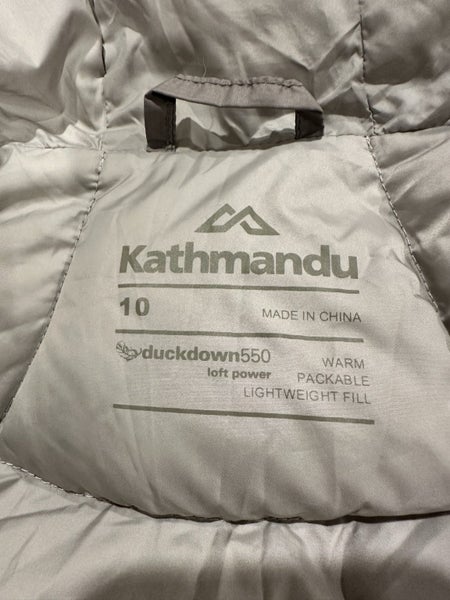 Kathmandu
10 MADE IN CHINA
duckdown550 WARM
loft power PACKABLE
LIGHTWEIGHT FILL